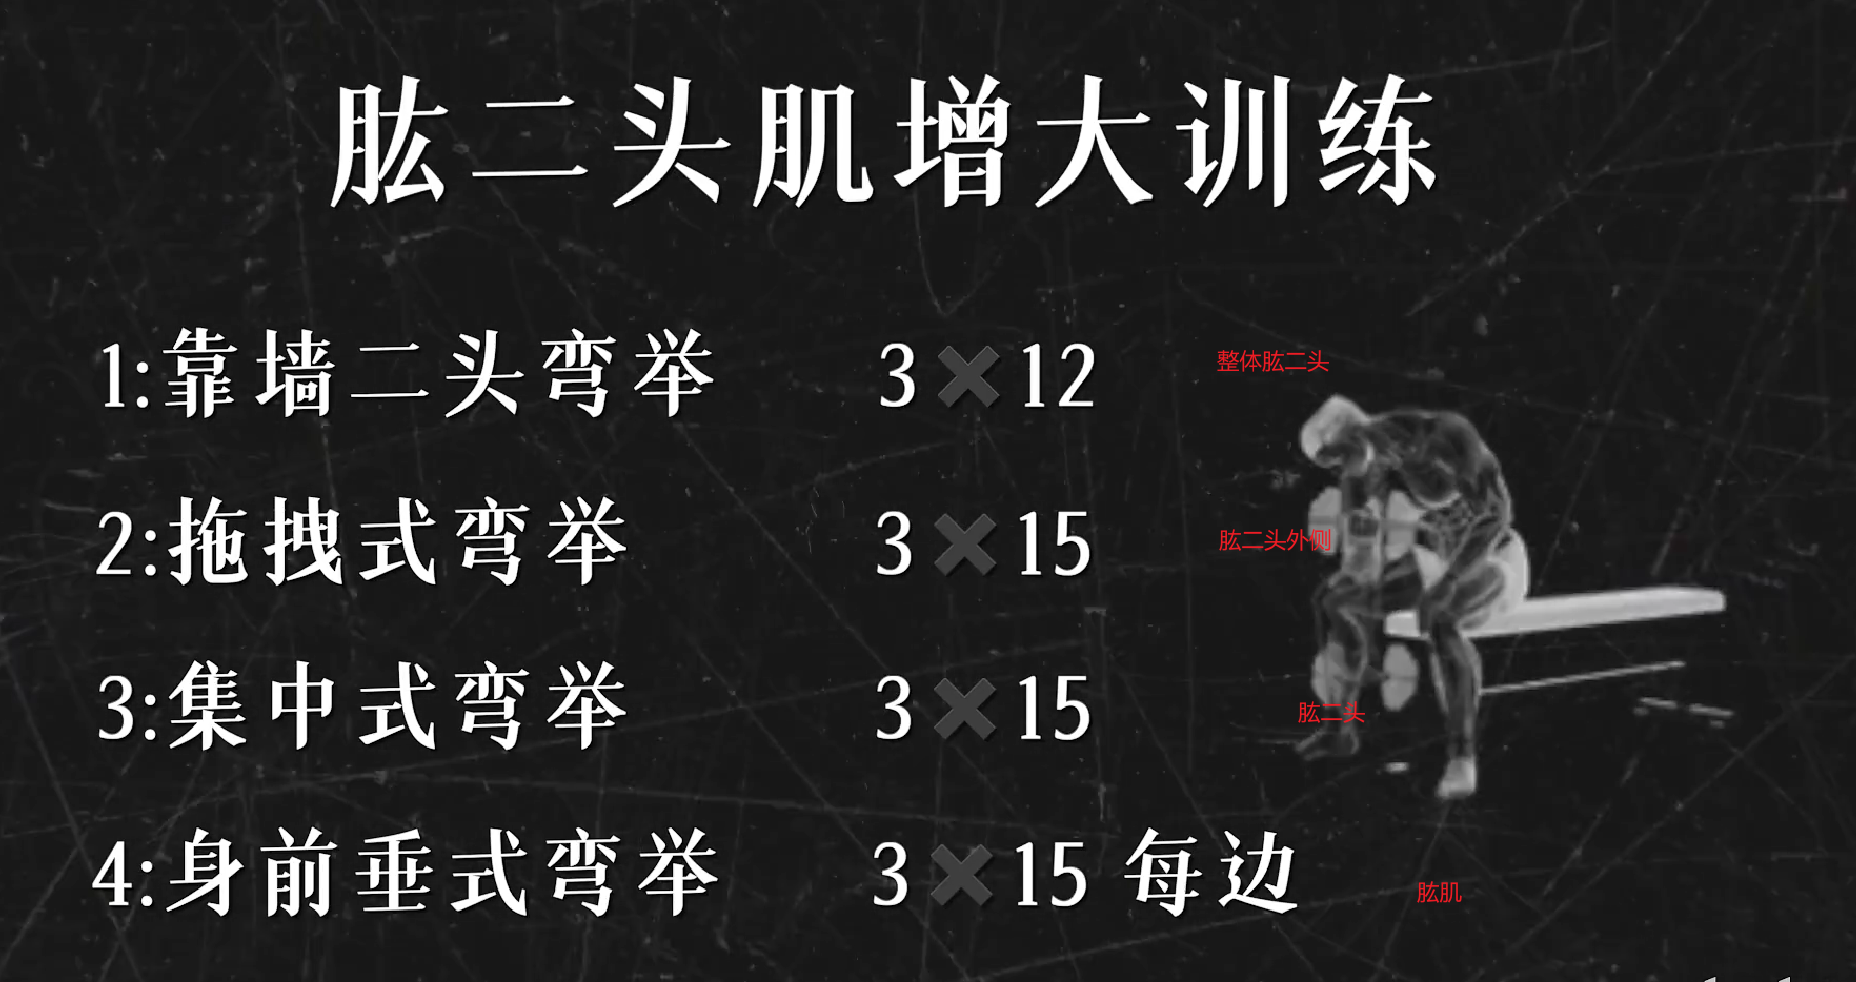 肱二头肌增大训练
1:靠墙二头弯举 3✖12 整体肱二头
2:拖拽式弯举 3✖15 肱二头外侧
3:集中式弯举 3✖15 肱二头
4:身前垂式弯举 3✖15 每边 肱肌